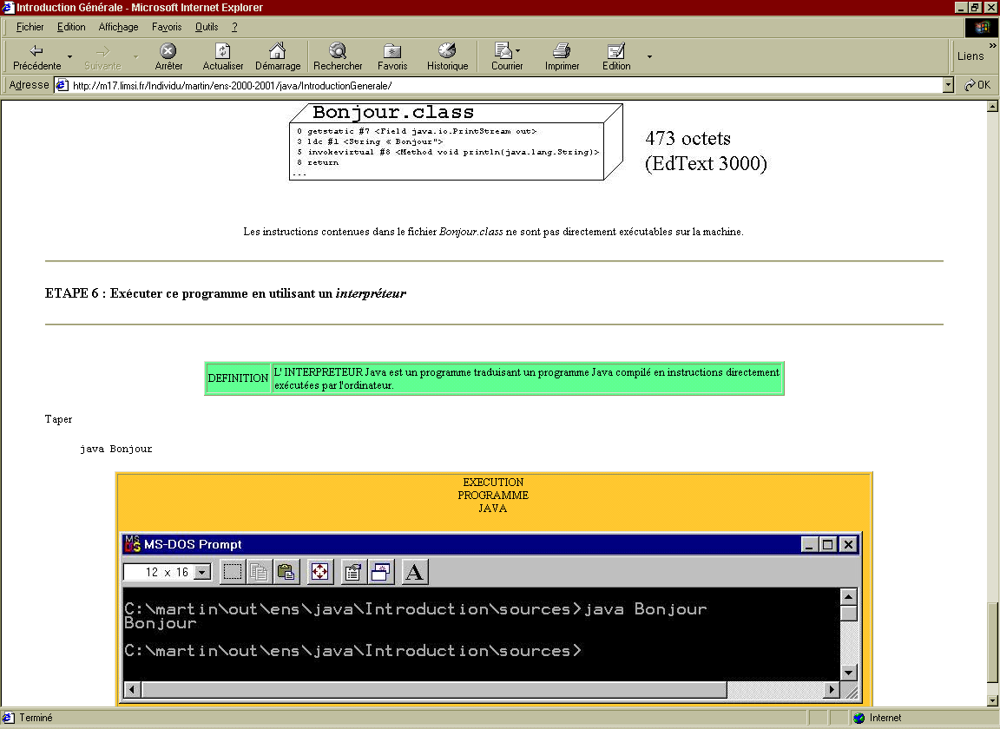 Introduction Générale - Microsoft Internet Explorer
Fichier Edition Affichage Favoris Outils ?
Précédente Suivante Arrêter Actualiser Démarrage Rechercher Favoris Historique Courrier Imprimer Edition Liens »
Adresse http://m17.limsi.fr/Individu/martin/ens-2000-2001/java/IntroductionGenerale/ OK
Bonjour.class
0 getstatic #7 <Field java.io.PrintStream out>
3 ldc #1 <String « Bonjour">
5 invokevirtual #8 <Method void println(java.lang.String)>
8 return
...
473 octets
(EdText 3000)
Les instructions contenues dans le fichier Bonjour.class ne sont pas directement exécutables sur la machine.
ETAPE 6 : Exécuter ce programme en utilisant un interpréteur
DEFINITION
L' INTERPRETEUR Java est un programme traduisant un programme Java compilé en instructions directement
exécutées par l'ordinateur.
Taper
java Bonjour
EXECUTION
PROGRAMME
JAVA
MS-DOS Prompt
12 x 16 A
C:\martin\out\ens\java\Introduction\sources>java Bonjour
Bonjour
C:\martin\out\ens\java\Introduction\sources>
Terminé Internet